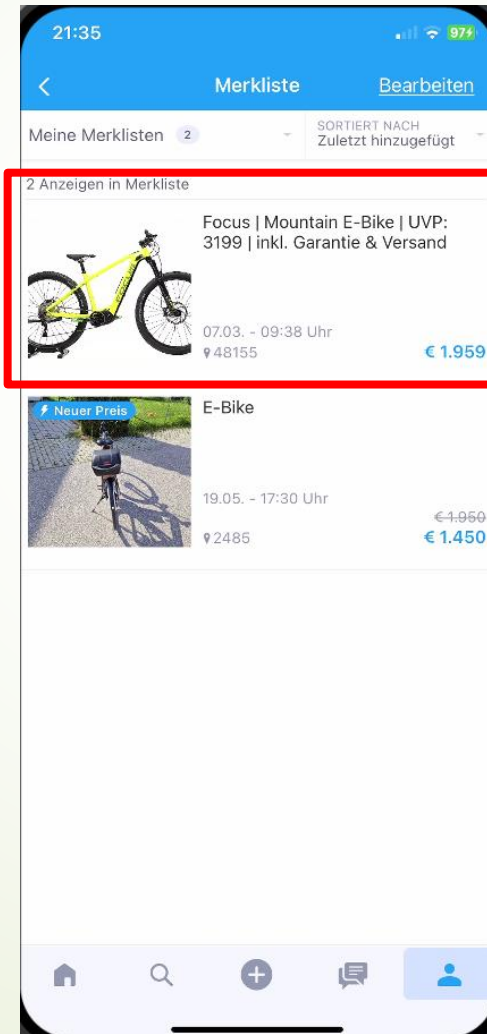 21:35
97
Merkliste
Bearbeiten
Meine Merklisten 2
SORTIERT NACH
Zuletzt hinzugefügt
2 Anzeigen in Merkliste
Focus | Mountain E-Bike | UVP:
3199 | inkl. Garantie & Versand
07.03. - 09:38 Uhr
48155
€ 1.959
Neuer Preis
E-Bike
19.05. - 17:30 Uhr
€ 1.950
2485
€ 1.450